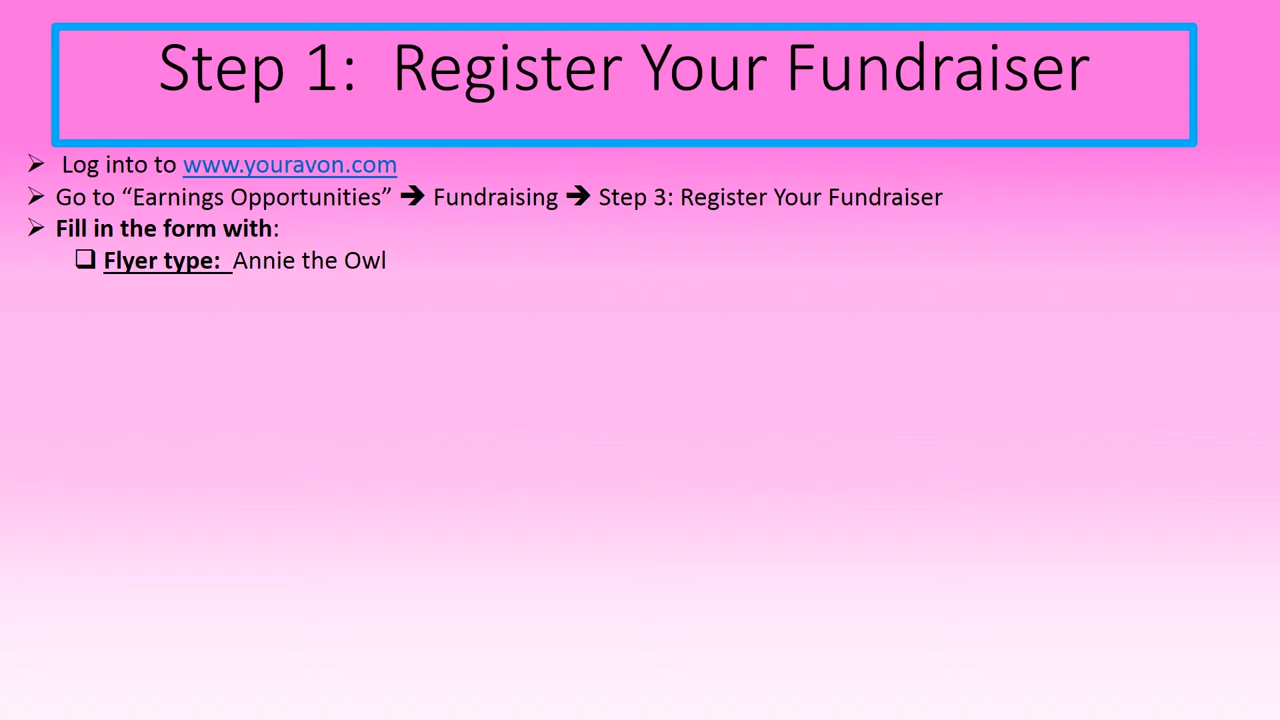 Step 1:  Register Your Fundraiser
➢ Log into to www.youravon.com
➢ Go to “Earnings Opportunities” ➔ Fundraising ➔ Step 3: Register Your Fundraiser
➢ Fill in the form with:
❑ Flyer type:  Annie the Owl